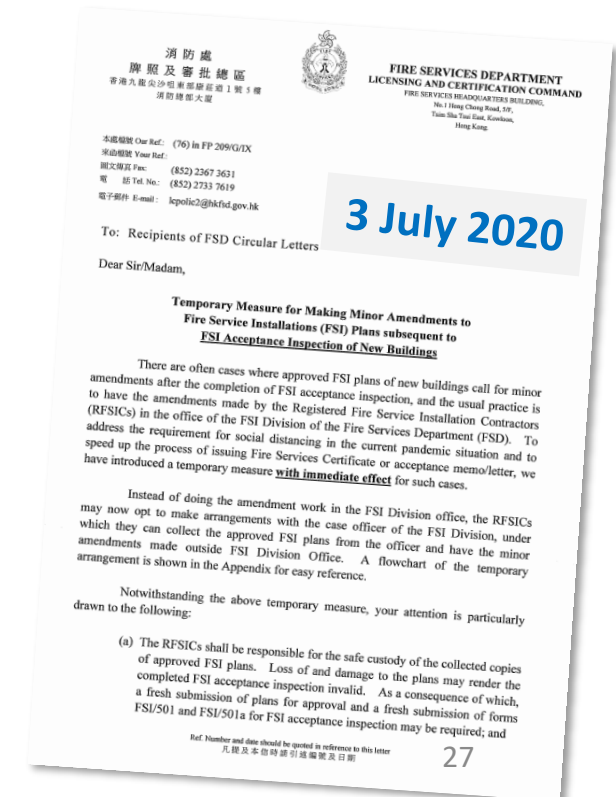 消防處
牌照及審批總區
香港九龍尖沙咀東部康莊道1號5樓
消防總部大廈
FIRE SERVICES DEPARTMENT
LICENSING AND CERTIFICATION COMMAND
FIRE SERVICES HEADQUARTERS BUILDING,
No.1 Hong Chong Road, 5/F,
Tsim Sha Tsui East, Kowloon,
Hong Kong.
本處檔號 Our Ref.: (76) in FP 209/G/IX
來函檔號 Your Ref.:
圖文傳真 Fax: (852) 2367 3631
電 話 Tel. No.: (852) 2733 7619
電子郵件 E-mail: lcpolic2@hkfsd.gov.hk
3 July 2020
To: Recipients of FSD Circular Letters
Dear Sir/Madam,
Temporary Measure for Making Minor Amendments to
Fire Service Installations (FSI) Plans subsequent to
FSI Acceptance Inspection of New Buildings
There are often cases where approved FSI plans of new buildings call for minor
amendments after the completion of FSI acceptance inspection, and the usual practice is
to have the amendments made by the Registered Fire Service Installation Contractors
(RFSICs) in the office of the FSI Division of the Fire Services Department (FSD). To
address the requirement for social distancing in the current pandemic situation and to
speed up the process of issuing Fire Services Certificate or acceptance memo/letter, we
have introduced a temporary measure with immediate effect for such cases.
Instead of doing the amendment work in the FSI Division office, the RFSICs
may now opt to make arrangements with the case officer of the FSI Division, under
which they can collect the approved FSI plans from the officer and have the minor
amendments made outside FSI Division Office. A flowchart of the temporary
arrangement is shown in the Appendix for easy reference.
Notwithstanding the above temporary measure, your attention is particularly
drawn to the following:
(a) The RFSICs shall be responsible for the safe custody of the collected copies
of approved FSI plans. Loss of and damage to the plans may render the
completed FSI acceptance inspection invalid. As a consequence of which,
a fresh submission of plans for approval and a fresh submission of forms
FSI/501 and FSI/501a for FSI acceptance inspection may be required; and
Ref. Number and date should be quoted in reference to this letter
凡提及本信時請引述編號及日期
27